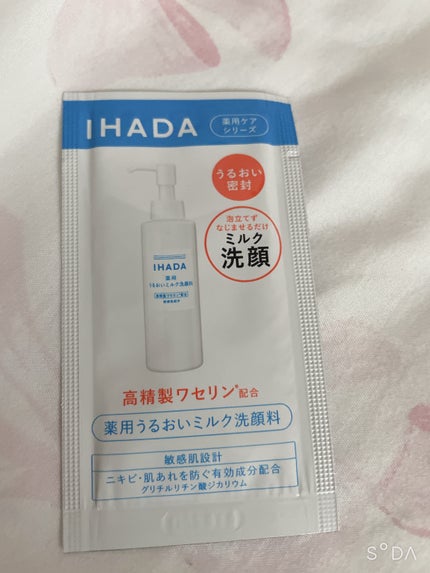 IHADA
薬用ケア
シリーズ
うるおい
密封
泡立てず
なじませるだけ
ミルク
洗顔
IHADA
薬用
うるおいミルク洗顔料
高精製ワセリン*配合
薬用うるおいミルク洗顔料
敏感肌設計
ニキビ・肌あれを防ぐ有効成分配合
グリチルリチン酸ジカリウム
SODA